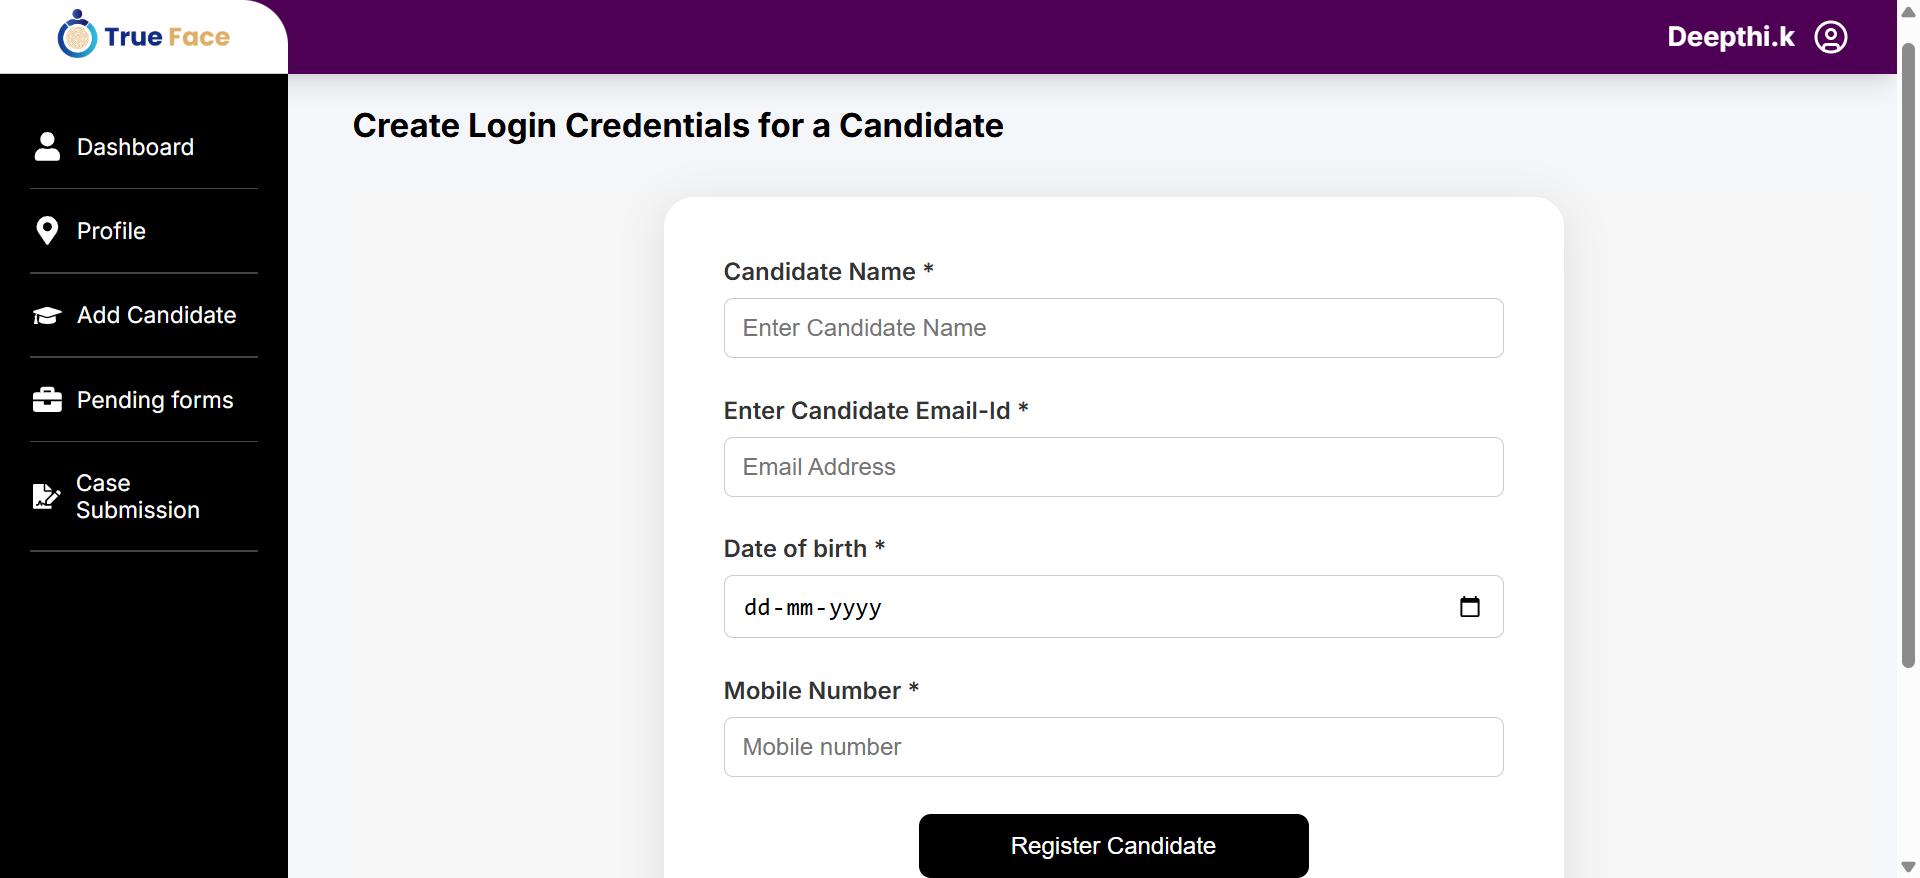 True Face
Deepthi.k
Dashboard
Profile
Add Candidate
Pending forms
Case
Submission
Create Login Credentials for a Candidate
Candidate Name *
Enter Candidate Name
Enter Candidate Email-Id *
Email Address
Date of birth *
dd-mm-yyyy
Mobile Number *
Mobile number
Register Candidate